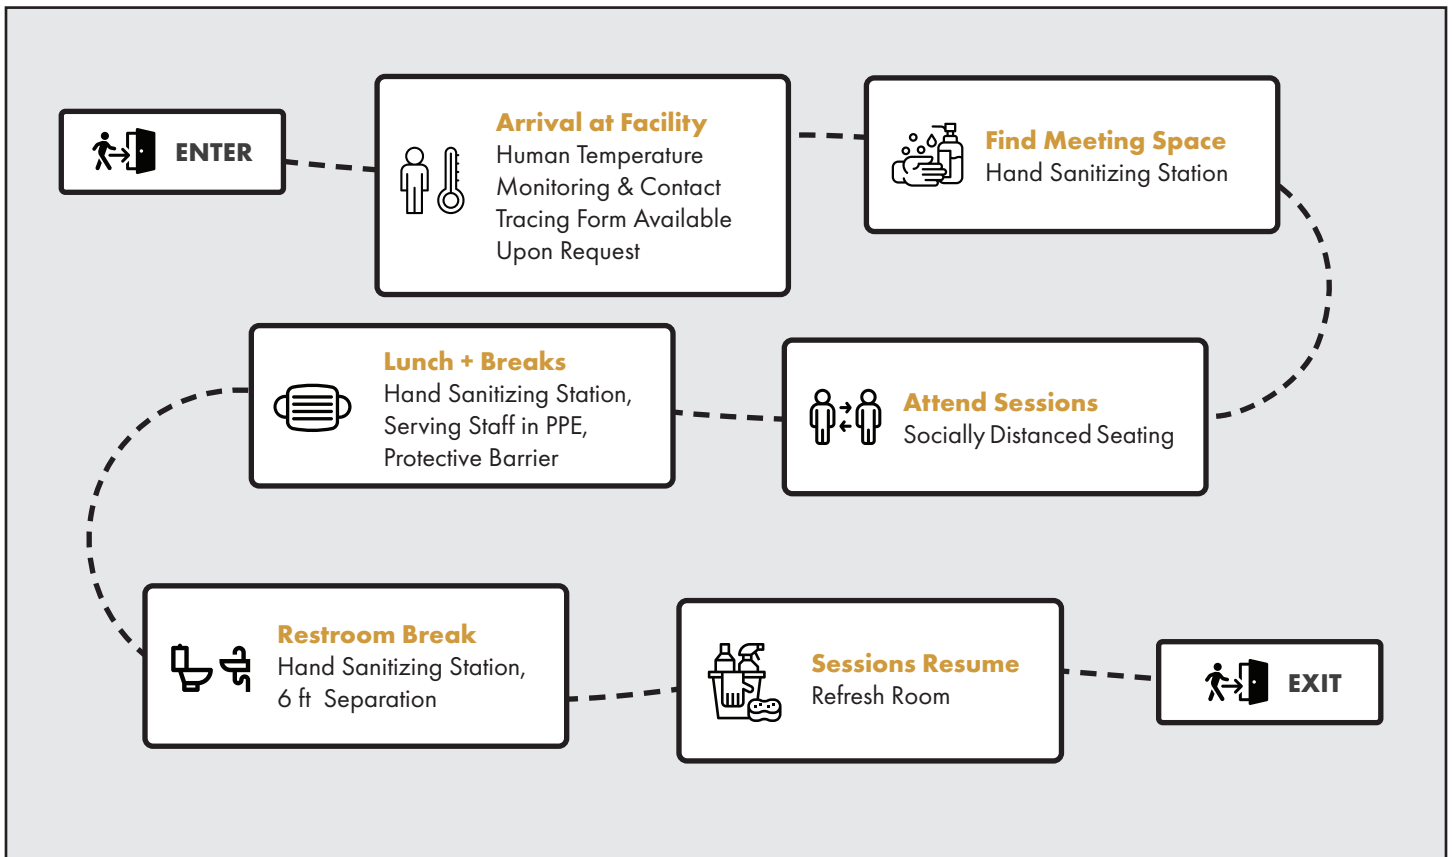 ENTER
Arrival at Facility
Human Temperature
Monitoring & Contact
Tracing Form Available
Upon Request
Find Meeting Space
Hand Sanitizing Station
Attend Sessions
Socially Distanced Seating
Lunch + Breaks
Hand Sanitizing Station,
Serving Staff in PPE,
Protective Barrier
Restroom Break
Hand Sanitizing Station,
6 ft Separation
Sessions Resume
Refresh Room
EXIT